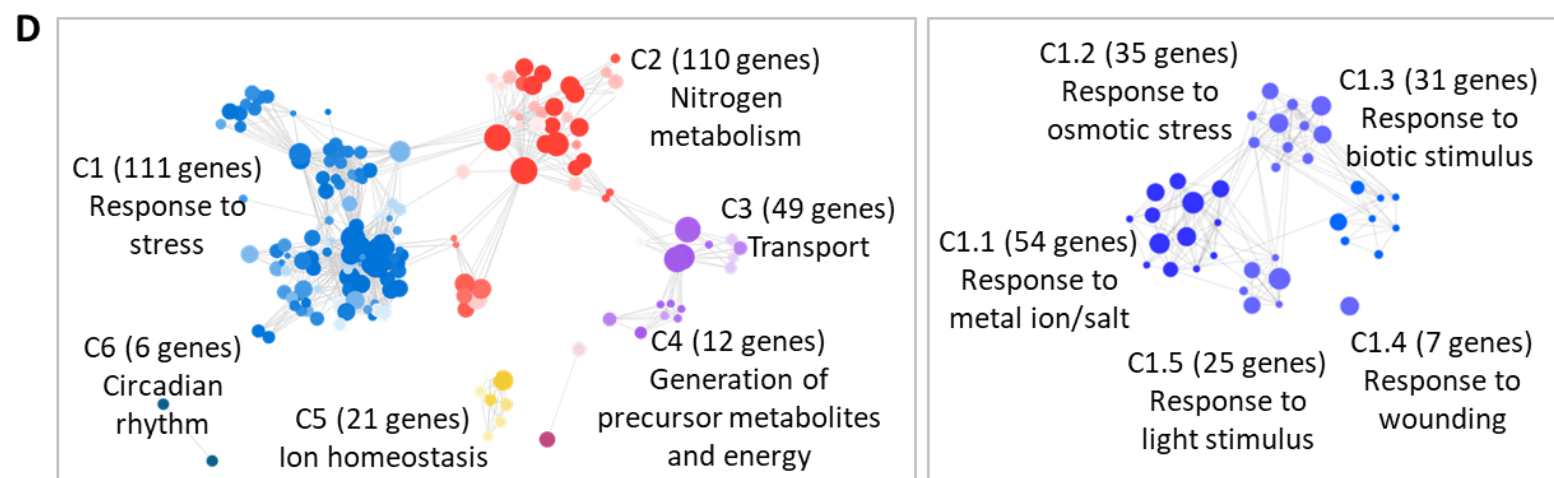 D
C2 (110 genes)
Nitrogen
metabolism
C1 (111 genes)
Response to
stress
C3 (49 genes)
Transport
C6 (6 genes)
Circadian
rhythm
C5 (21 genes)
Ion homeostasis
C4 (12 genes)
Generation of
precursor metabolites
and energy
C1.2 (35 genes)
Response to
osmotic stress
C1.3 (31 genes)
Response to
biotic stimulus
C1.1 (54 genes)
Response to
metal ion/salt
C1.5 (25 genes)
Response to
light stimulus
C1.4 (7 genes)
Response to
wounding